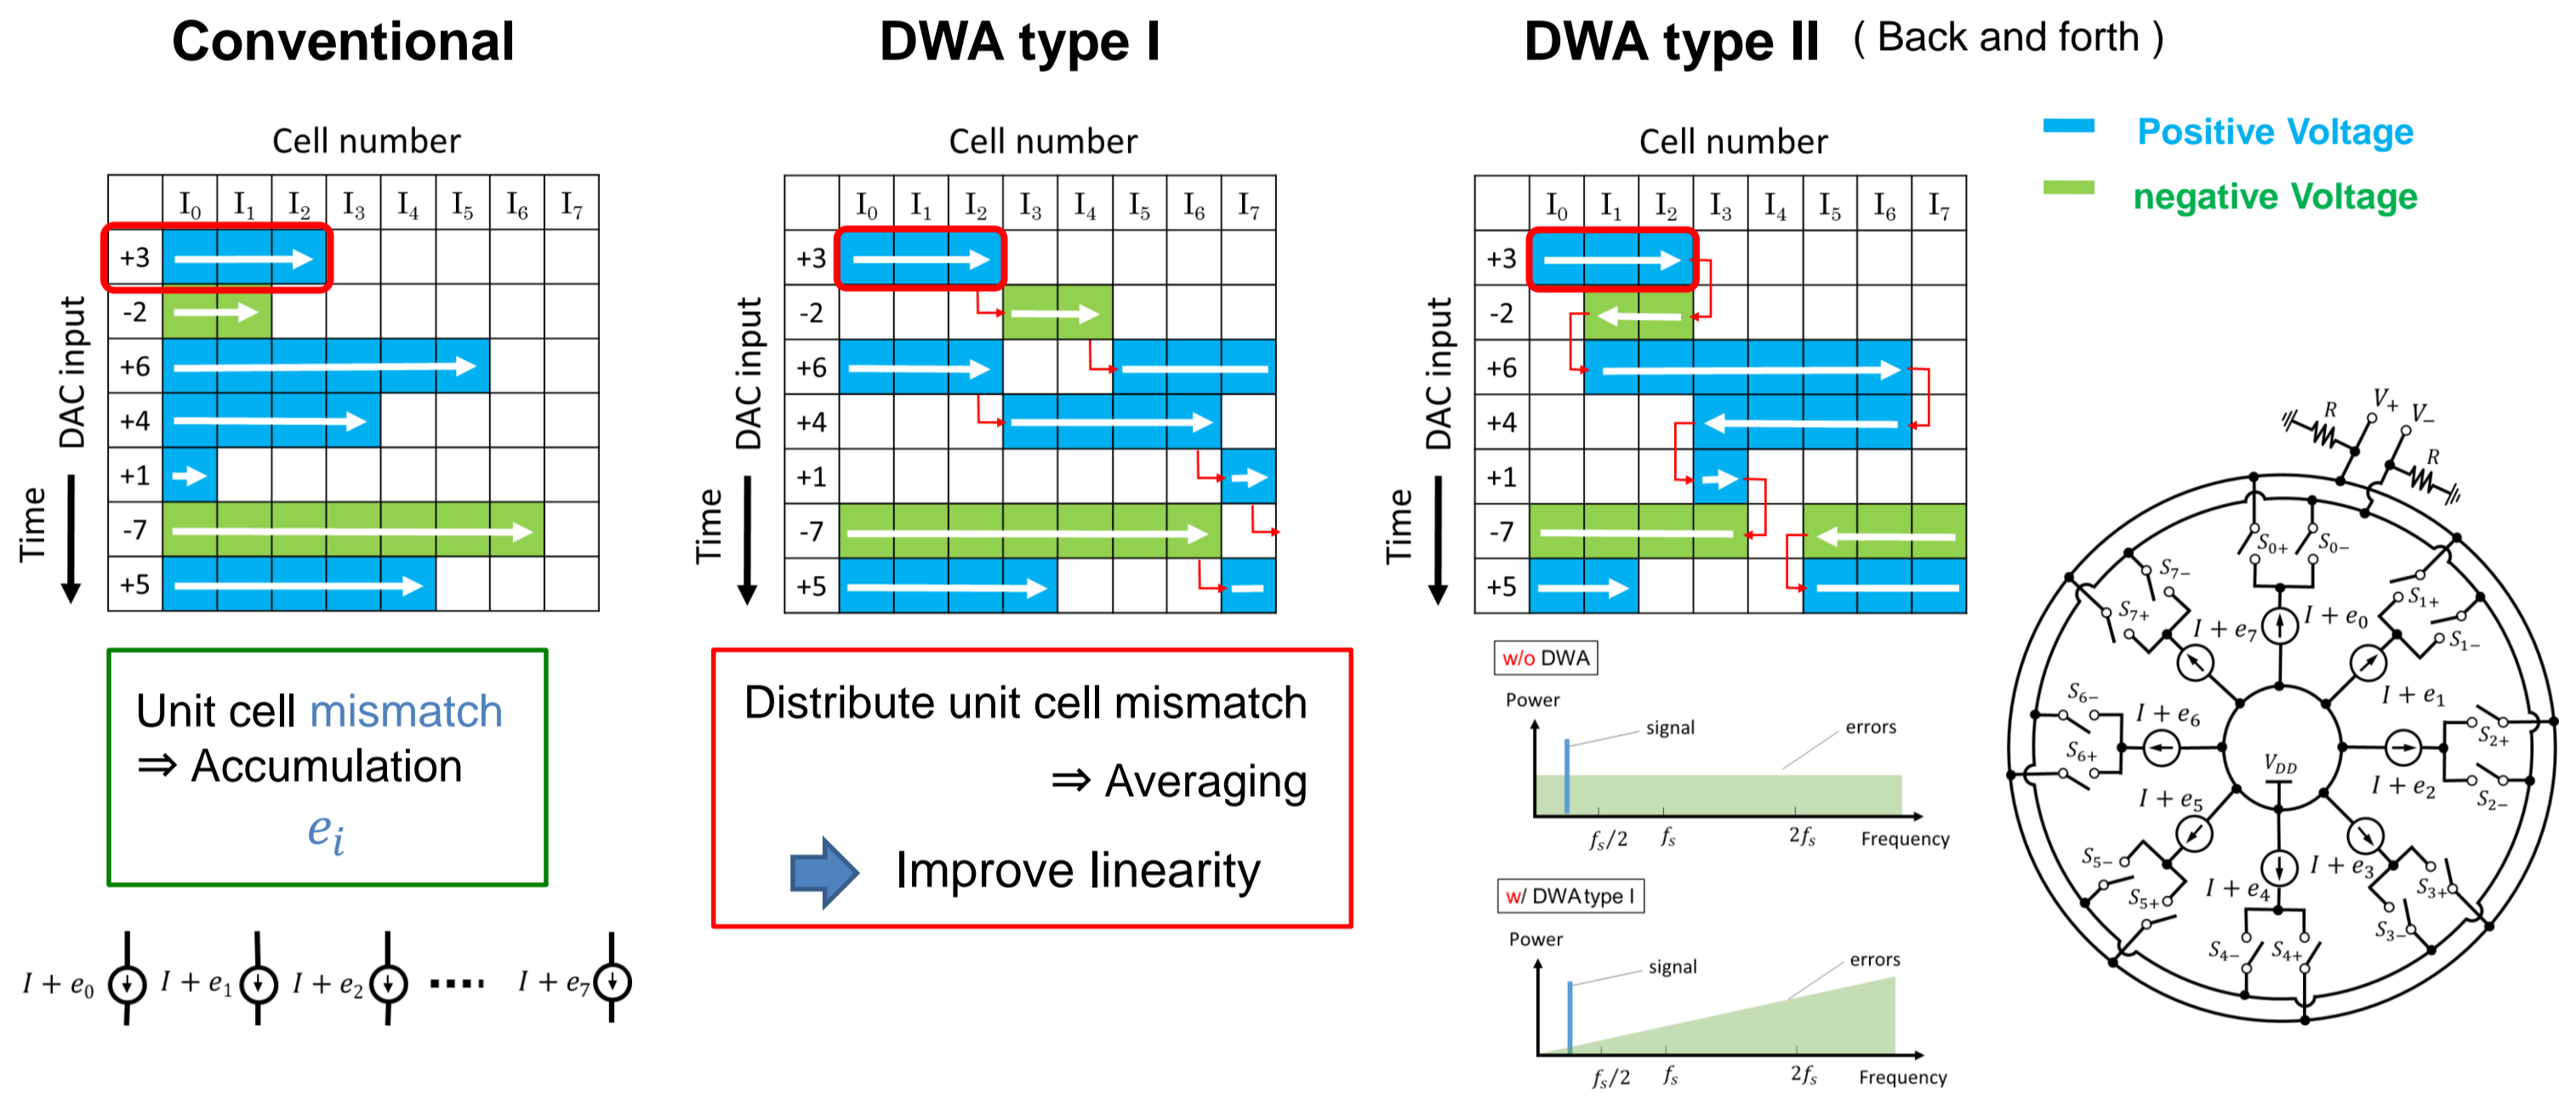 Conventional
DWA type I
DWA type II ( Back and forth )
Positive Voltage
negative Voltage
Cell number
I0 I1 I2 I3 I4 I5 I6 I7
+3
-2
+6
+4
+1
-7
+5
DAC input
Time
Cell number
I0 I1 I2 I3 I4 I5 I6 I7
+3
-2
+6
+4
+1
-7
+5
DAC input
Time
Cell number
I0 I1 I2 I3 I4 I5 I6 I7
+3
-2
+6
+4
+1
-7
+5
DAC input
Time
Unit cell mismatch
⇒ Accumulation
e_i
I + e0 I + e1 I + e2 ···· I + e7
Distribute unit cell mismatch
⇒ Averaging
Improve linearity
w/o DWA
Power
signal
errors
fs/2 fs 2fs Frequency
w/ DWA type I
Power
signal
errors
fs/2 fs 2fs Frequency
R V+ V−
R
S0+ S0−
S7−
S7+
S1+
S1−
I + e7 I + e0
I + e1
S6−
S6+
I + e6
S2+
S2−
VDD
I + e2
I + e5
S5−
S5+
I + e4
I + e3
S3+
S3−
S4− S4+